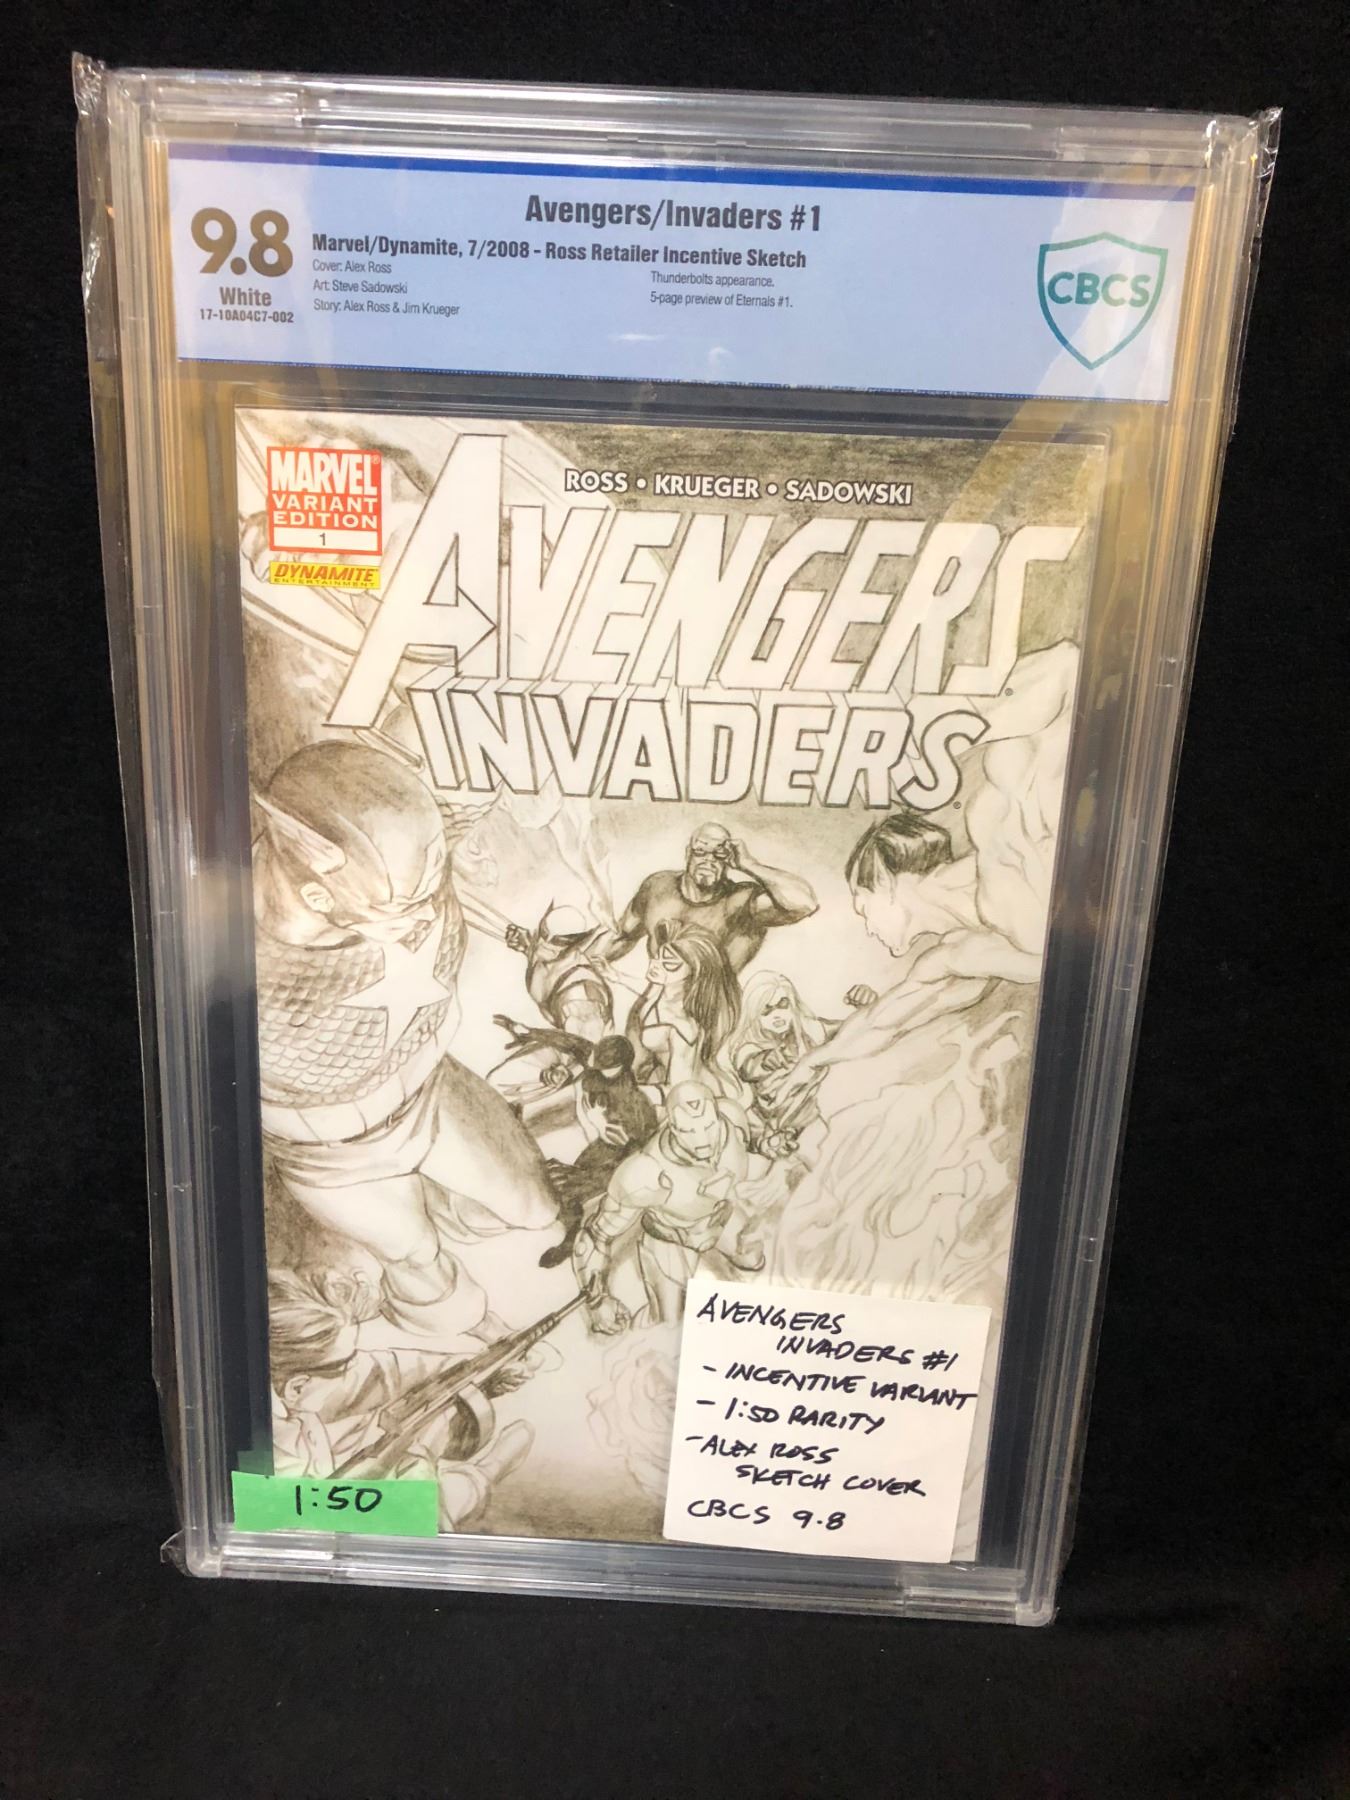 Avengers/Invaders #1
9.8
White
17-10A04C7-002
Marvel/Dynamite, 7/2008 - Ross Retailer Incentive Sketch
Cover: Alex Ross
Art: Steve Sadowski
Story: Alex Ross & Jim Krueger
Thunderbolts appearance.
5-page preview of Eternals #1.
CBCS
MARVEL®
VARIANT
EDITION
1
DYNAMITE
ENTERTAINMENT
ROSS • KRUEGER • SADOWSKI
AVENGERS®
INVADERS®
AVENGERS
INVADERS #1
- INCENTIVE VARIANT
- 1:50 RARITY
- ALEX ROSS
SKETCH COVER
CBCS 9.8
1:50